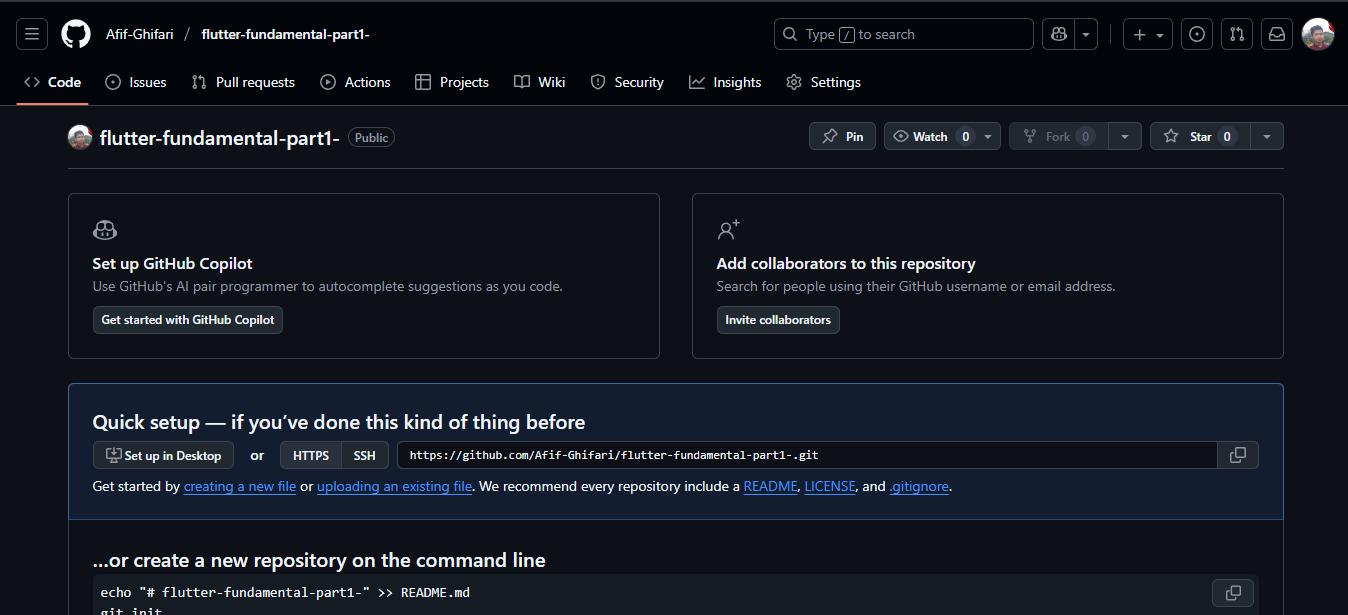 Afif-Ghifari / flutter-fundamental-part1-
Type / to search
Code Issues Pull requests Actions Projects Wiki Security Insights Settings
flutter-fundamental-part1- Public
Pin Watch 0 Fork 0 Star 0
Set up GitHub Copilot
Use GitHub's AI pair programmer to autocomplete suggestions as you code.
Get started with GitHub Copilot
Add collaborators to this repository
Search for people using their GitHub username or email address.
Invite collaborators
Quick setup — if you’ve done this kind of thing before
Set up in Desktop or HTTPS SSH https://github.com/Afif-Ghifari/flutter-fundamental-part1-.git
Get started by creating a new file or uploading an existing file. We recommend every repository include a README, LICENSE, and .gitignore.
…or create a new repository on the command line
echo "# flutter-fundamental-part1-" >> README.md
git init